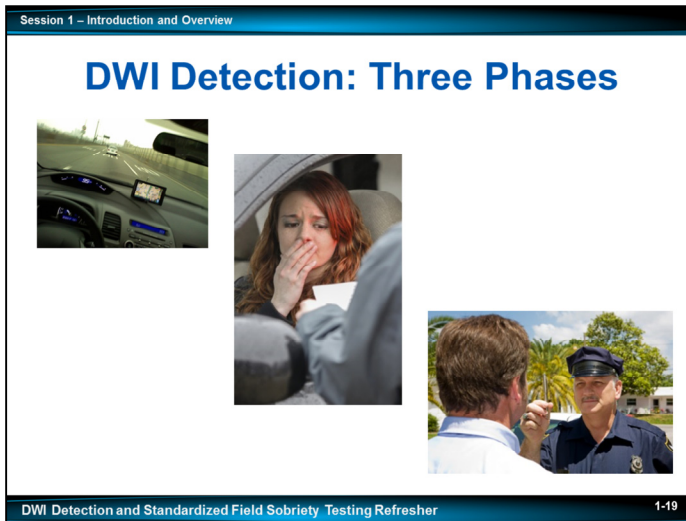 Session 1 – Introduction and Overview
DWI Detection: Three Phases
DWI Detection and Standardized Field Sobriety Testing Refresher
1-19